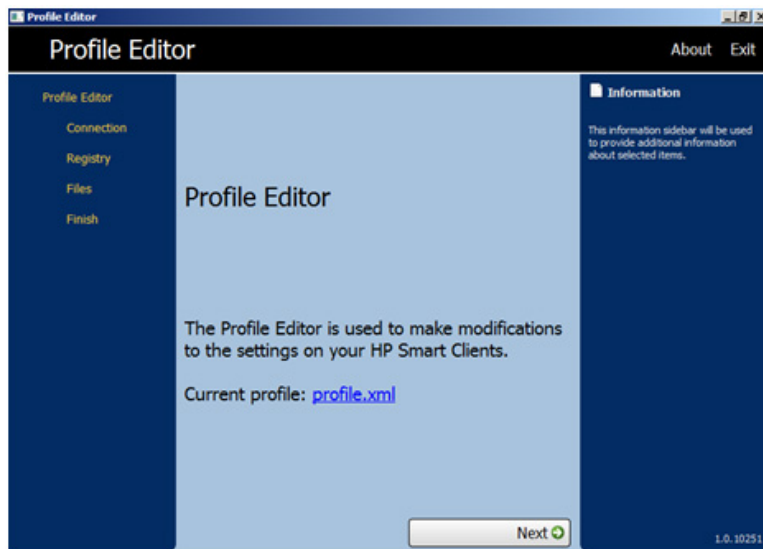 Profile Editor
Profile Editor
About Exit
Profile Editor
Connection
Registry
Files
Finish
Profile Editor
The Profile Editor is used to make modifications
to the settings on your HP Smart Clients.
Current profile: profile.xml
Next
Information
This information sidebar will be used
to provide additional information
about selected items.
1.0.10251